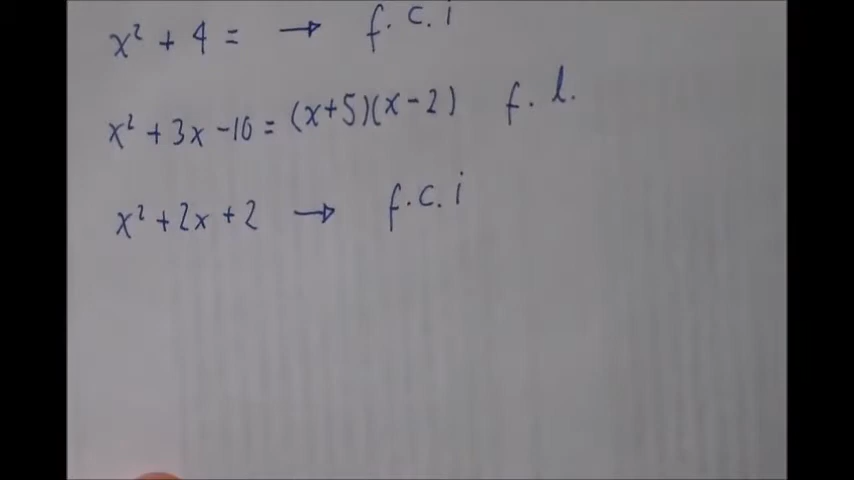 x² + 4 = → f. c. i
x² + 3x - 10 = (x+5)(x-2) f. l.
x² + 2x + 2 → f. c. i